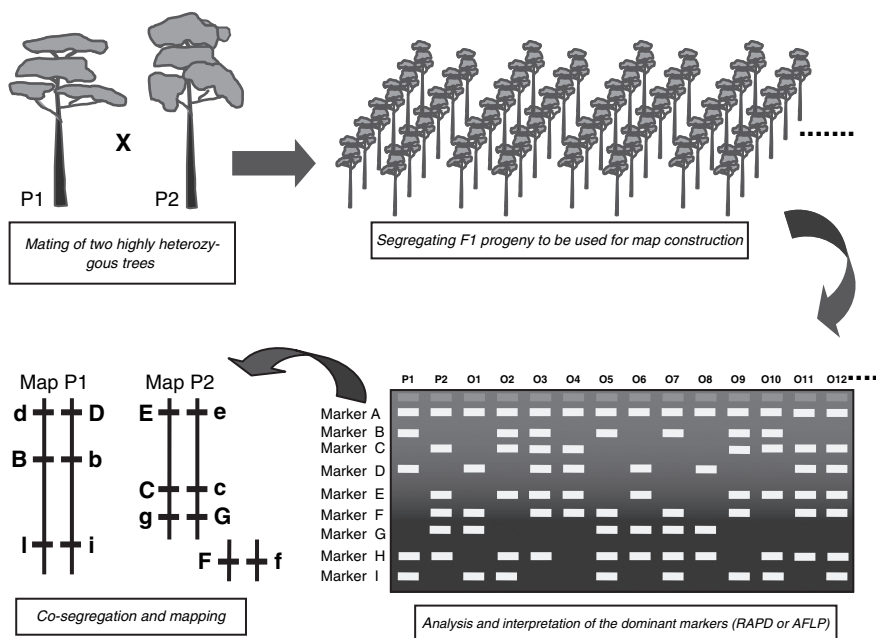 X
P1
P2
Mating of two highly heterozy-
gous trees
Segregating F1 progeny to be used for map construction
P1 P2 O1 O2 O3 O4 O5 O6 O7 O8 O9 O10 O11 O12
Marker A
Marker B
Marker C
Marker D
Marker E
Marker F
Marker G
Marker H
Marker I
Analysis and interpretation of the dominant markers (RAPD or AFLP)
Map P1
d D
B b
I i
Map P2
E e
C c
g G
F f
Co-segregation and mapping